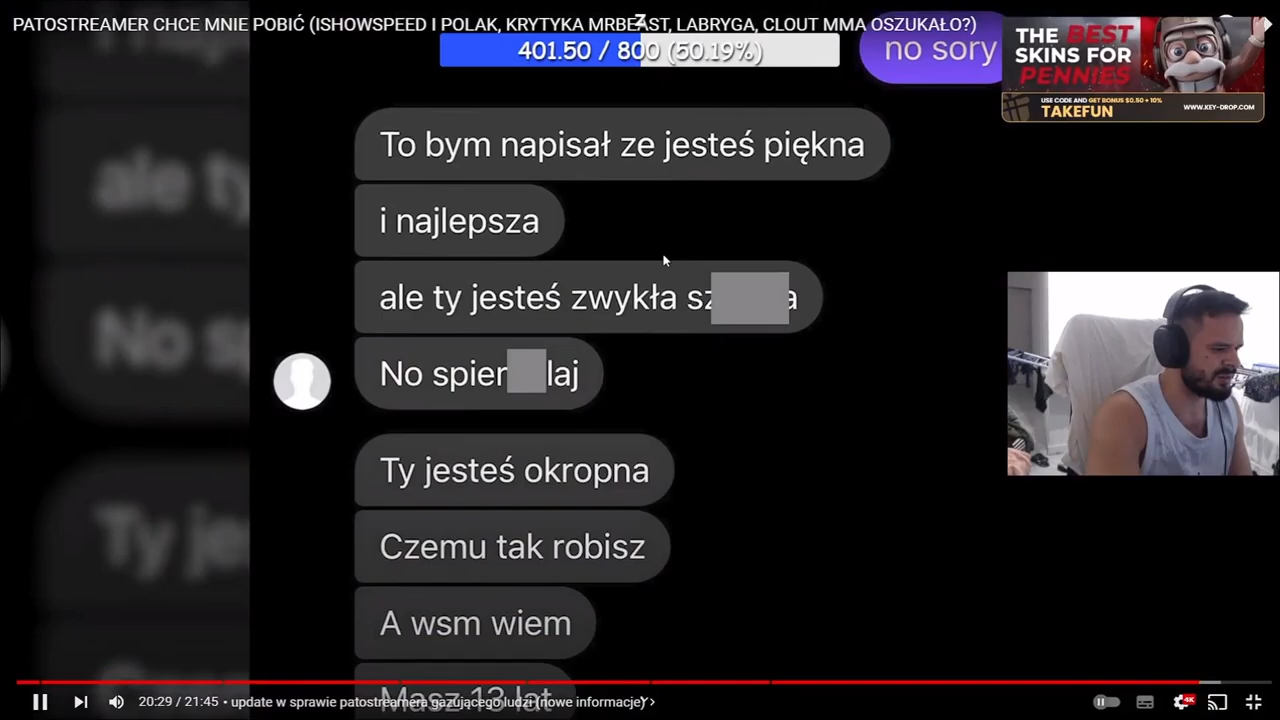 PATOSTREAMER CHCE MNIE POBIĆ (ISHOWSPEED I POLAK, KRYTYKA MRBEAST, LABRYGA, CLOUT MMA OSZUKAŁO?)
401.50 / 800 (50.19%)
no sory
THE BEST
SKINS FOR
PENNIES
USE CODE AND GET BONUS $0.50 + 10%
TAKEFUN
WWW.KEY-DROP.COM
To bym napisał ze jesteś piękna
i najlepsza
ale ty jesteś zwykła sz a
No spier laj
Ty jesteś okropna
Czemu tak robisz
A wsm wiem
Masz 13 lat
20:29 / 21:45 • update w sprawie patostreamera gazującego ludzi (nowe informacje)
4K